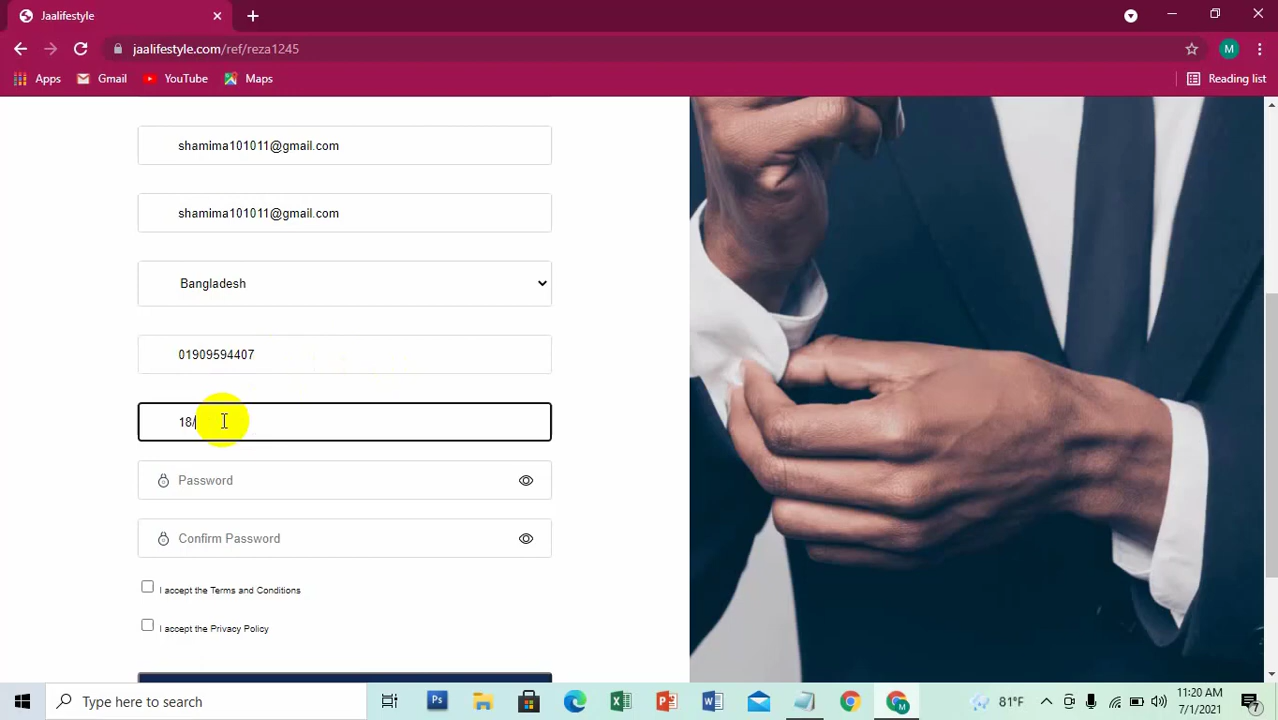 Jaalifestyle
jaalifestyle.com/ref/reza1245
M
Apps Gmail YouTube Maps Reading list
shamima101011@gmail.com
shamima101011@gmail.com
Bangladesh
01909594407
18/
Password
Confirm Password
I accept the Terms and Conditions
I accept the Privacy Policy
Type here to search
Ps
81°F
11:20 AM
7/1/2021
7